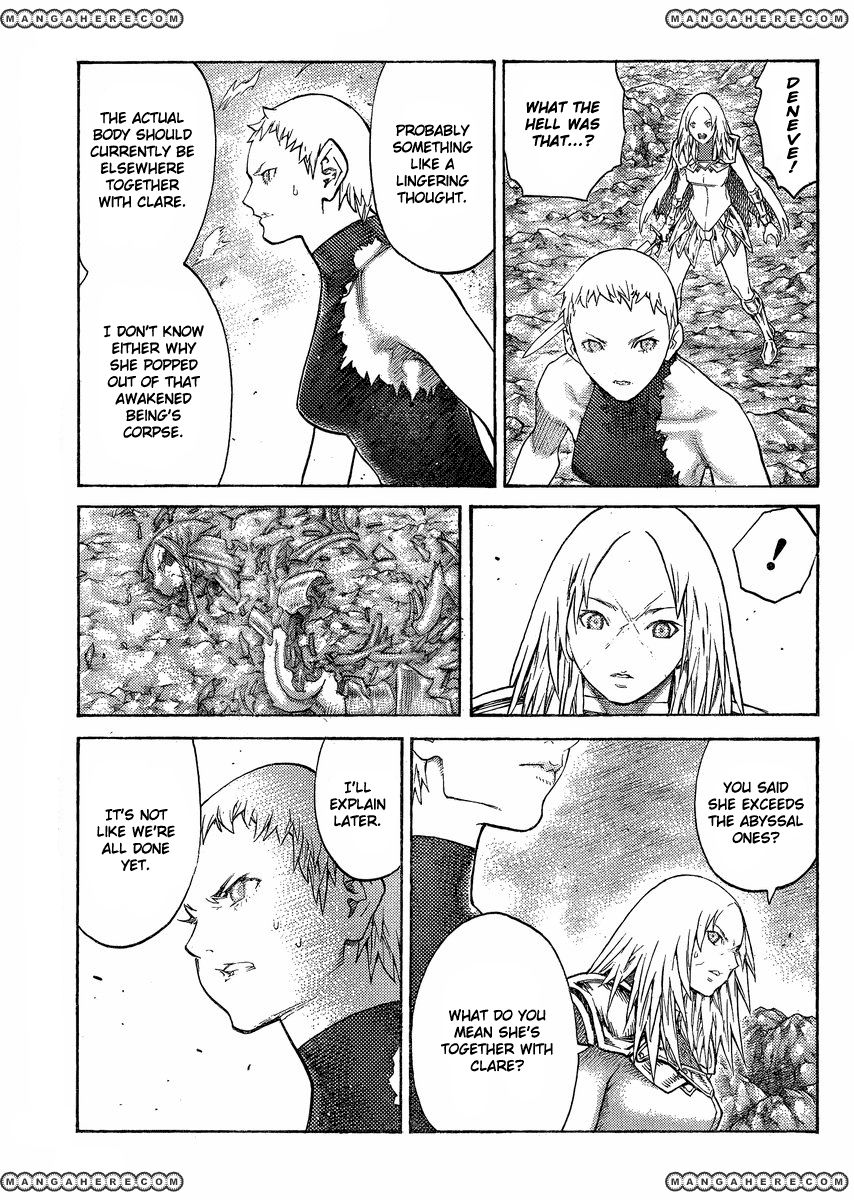 MANGAHERE.COM
MANGAHERE.COM
DENEVE!
WHAT THE
HELL WAS
THAT...?
PROBABLY
SOMETHING
LIKE A
LINGERING
THOUGHT.
THE ACTUAL
BODY SHOULD
CURRENTLY BE
ELSEWHERE
TOGETHER
WITH CLARE.
I DON'T KNOW
EITHER WHY
SHE POPPED
OUT OF THAT
AWAKENED
BEING'S
CORPSE.
!
YOU SAID
SHE EXCEEDS
THE ABYSSAL
ONES?
WHAT DO YOU
MEAN SHE'S
TOGETHER WITH
CLARE?
I'LL
EXPLAIN
LATER.
IT'S NOT
LIKE WE'RE
ALL DONE
YET.
MANGAHERE.COM
MANGAHERE.COM